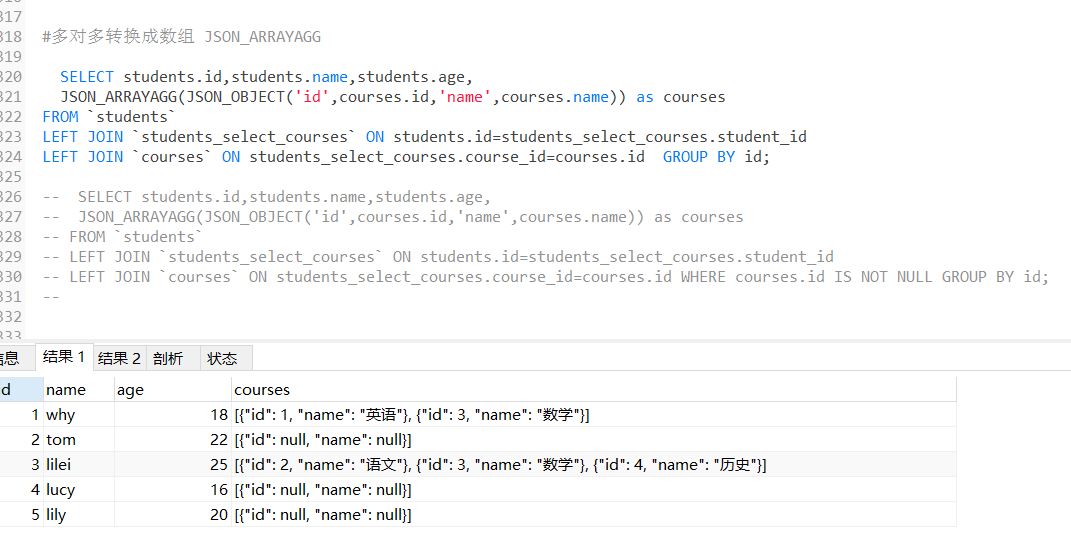 317
318 #多对多转换成数组 JSON_ARRAYAGG
319
320 SELECT students.id,students.name,students.age,
321 JSON_ARRAYAGG(JSON_OBJECT('id',courses.id,'name',courses.name)) as courses
322 FROM `students`
323 LEFT JOIN `students_select_courses` ON students.id=students_select_courses.student_id
324 LEFT JOIN `courses` ON students_select_courses.course_id=courses.id  GROUP BY id;
325
326 --  SELECT students.id,students.name,students.age,
327 --  JSON_ARRAYAGG(JSON_OBJECT('id',courses.id,'name',courses.name)) as courses
328 -- FROM `students`
329 -- LEFT JOIN `students_select_courses` ON students.id=students_select_courses.student_id
330 -- LEFT JOIN `courses` ON students_select_courses.course_id=courses.id WHERE courses.id IS NOT NULL GROUP BY id;
331 --
332
333
信息 结果 1 结果 2 剖析 状态
id name age courses
1 why 18 [{"id": 1, "name": "英语"}, {"id": 3, "name": "数学"}]
2 tom 22 [{"id": null, "name": null}]
3 lilei 25 [{"id": 2, "name": "语文"}, {"id": 3, "name": "数学"}, {"id": 4, "name": "历史"}]
4 lucy 16 [{"id": null, "name": null}]
5 lily 20 [{"id": null, "name": null}]